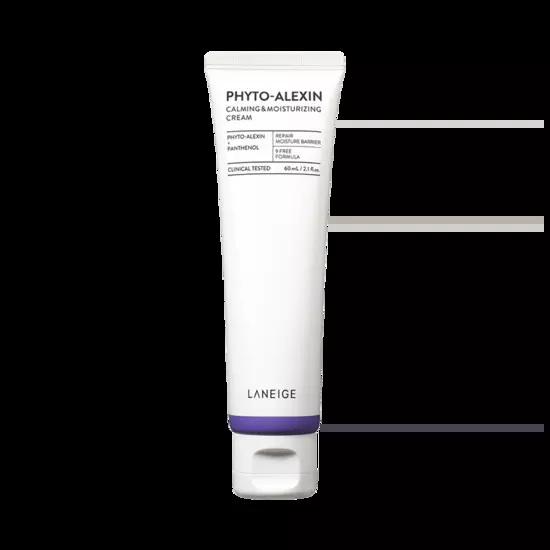 PHYTO-ALEXIN
CALMING&MOISTURIZING
CREAM
PHYTO-ALEXIN
+
PANTHENOL
REPAIR
MOISTURE BARRIER
9 FREE
FORMULA
CLINICAL TESTED
60 mL / 2.1 fl.oz.
LANEIGE